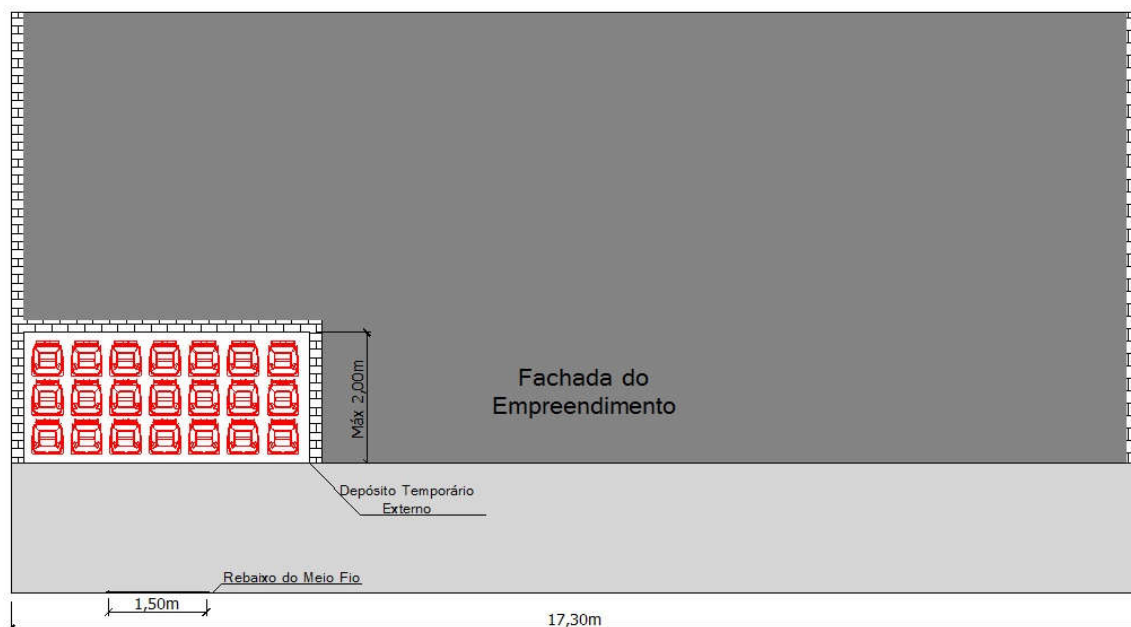 Fachada do
Empreendimento
Máx 2,00m
Depósito Temporário
Externo
Rebaixo do Meio Fio
1,50m
17,30m